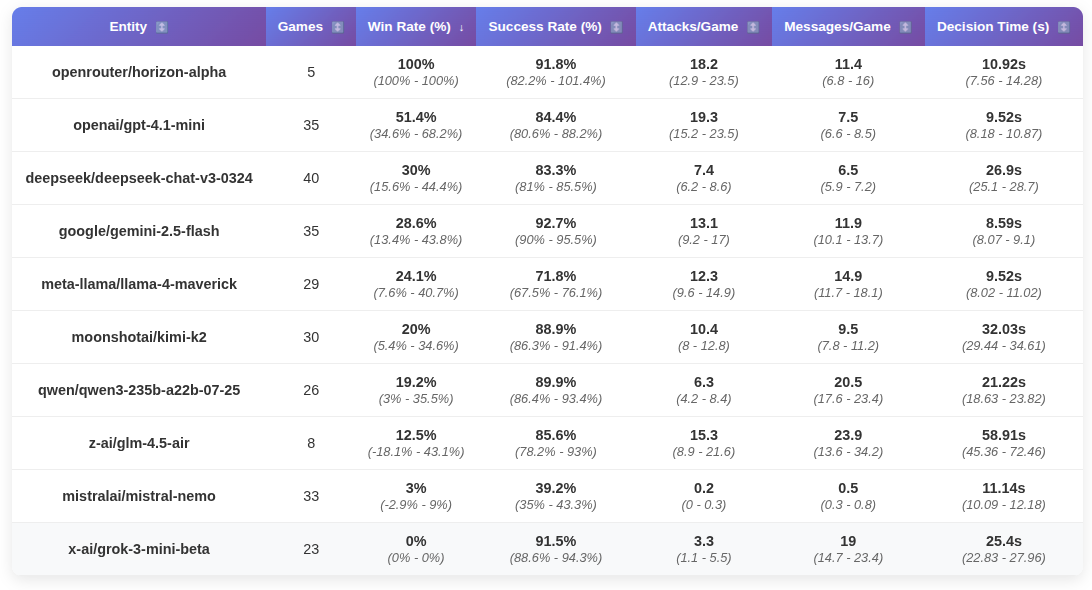 Entity Games Win Rate (%) ↓ Success Rate (%) Attacks/Game Messages/Game Decision Time (s)
openrouter/horizon-alpha 5 100% 91.8% 18.2 11.4 10.92s
(100% - 100%) (82.2% - 101.4%) (12.9 - 23.5) (6.8 - 16) (7.56 - 14.28)
openai/gpt-4.1-mini 35 51.4% 84.4% 19.3 7.5 9.52s
(34.6% - 68.2%) (80.6% - 88.2%) (15.2 - 23.5) (6.6 - 8.5) (8.18 - 10.87)
deepseek/deepseek-chat-v3-0324 40 30% 83.3% 7.4 6.5 26.9s
(15.6% - 44.4%) (81% - 85.5%) (6.2 - 8.6) (5.9 - 7.2) (25.1 - 28.7)
google/gemini-2.5-flash 35 28.6% 92.7% 13.1 11.9 8.59s
(13.4% - 43.8%) (90% - 95.5%) (9.2 - 17) (10.1 - 13.7) (8.07 - 9.1)
meta-llama/llama-4-maverick 29 24.1% 71.8% 12.3 14.9 9.52s
(7.6% - 40.7%) (67.5% - 76.1%) (9.6 - 14.9) (11.7 - 18.1) (8.02 - 11.02)
moonshotai/kimi-k2 30 20% 88.9% 10.4 9.5 32.03s
(5.4% - 34.6%) (86.3% - 91.4%) (8 - 12.8) (7.8 - 11.2) (29.44 - 34.61)
qwen/qwen3-235b-a22b-07-25 26 19.2% 89.9% 6.3 20.5 21.22s
(3% - 35.5%) (86.4% - 93.4%) (4.2 - 8.4) (17.6 - 23.4) (18.63 - 23.82)
z-ai/glm-4.5-air 8 12.5% 85.6% 15.3 23.9 58.91s
(-18.1% - 43.1%) (78.2% - 93%) (8.9 - 21.6) (13.6 - 34.2) (45.36 - 72.46)
mistralai/mistral-nemo 33 3% 39.2% 0.2 0.5 11.14s
(-2.9% - 9%) (35% - 43.3%) (0 - 0.3) (0.3 - 0.8) (10.09 - 12.18)
x-ai/grok-3-mini-beta 23 0% 91.5% 3.3 19 25.4s
(0% - 0%) (88.6% - 94.3%) (1.1 - 5.5) (14.7 - 23.4) (22.83 - 27.96)